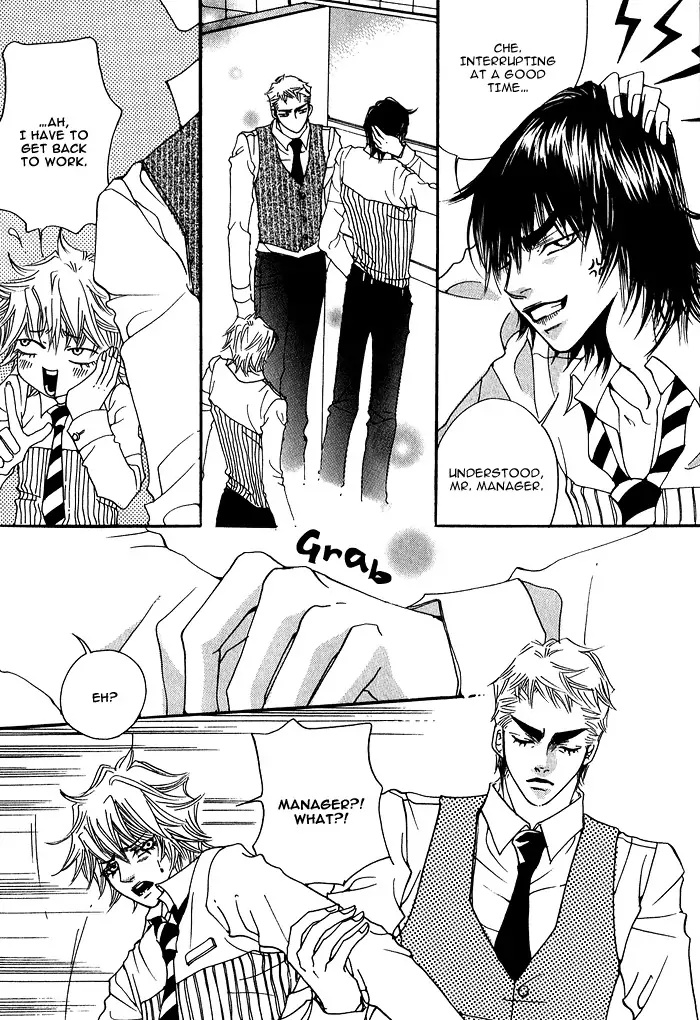 CHE.
INTERRUPTING
AT A GOOD
TIME...
UNDERSTOOD,
MR. MANAGER.
...AH,
I HAVE TO
GET BACK
TO WORK.
Grab
EH?
MANAGER?!
WHAT?!